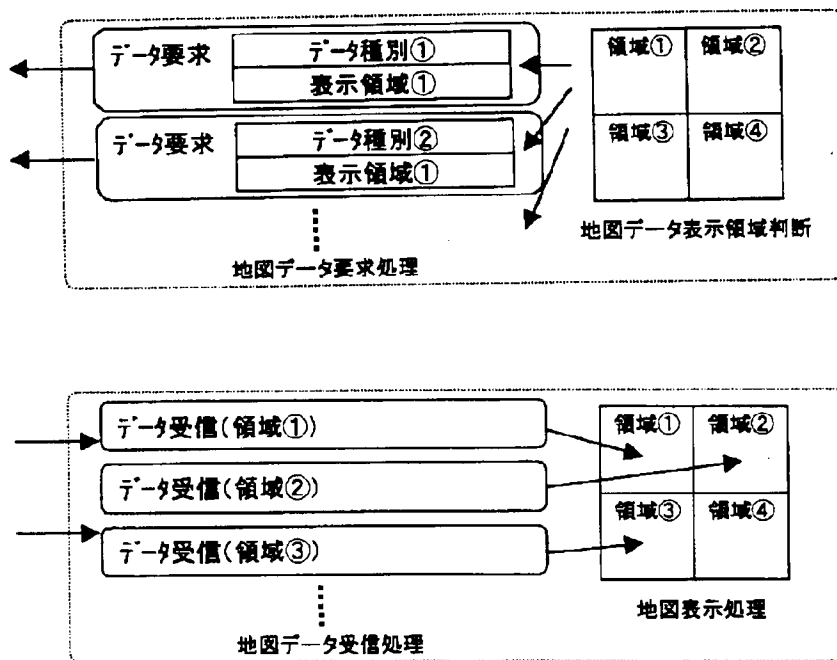 データ要求
データ種別①
表示領域①
データ要求
データ種別②
表示領域①
地図データ要求処理
領域① 領域②
領域③ 領域④
地図データ表示領域判断
データ受信(領域①)
データ受信(領域②)
データ受信(領域③)
地図データ受信処理
領域① 領域②
領域③ 領域④
地図表示処理